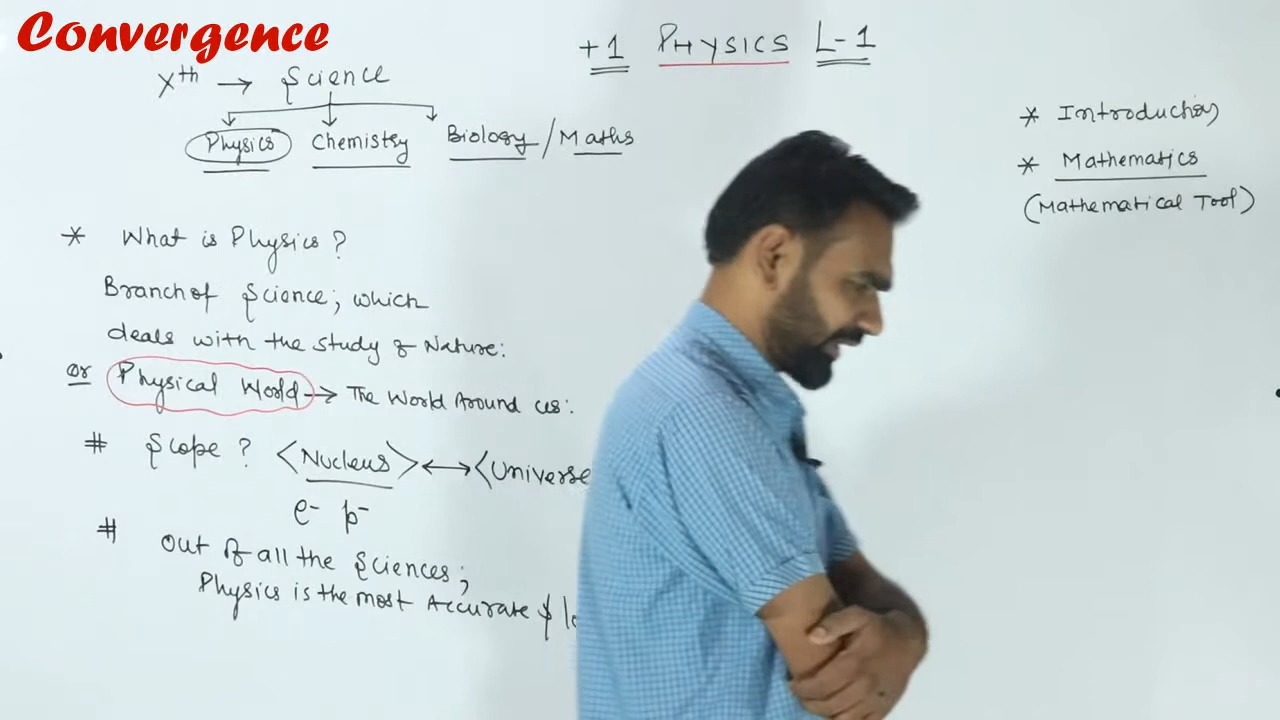 Convergence
+1 PHYSICS L-1
Xth → Science
Physics Chemistry Biology / Maths
* Introduction
* Mathematics
(Mathematical Tool)
* What is Physics?
Branch of Science; which
deals with the study of Nature:
or Physical World → The World Around us:
# Scope? <Nucleus> ↔ <Universe
e- p-
# out of all the Sciences;
Physics is the most Accurate &